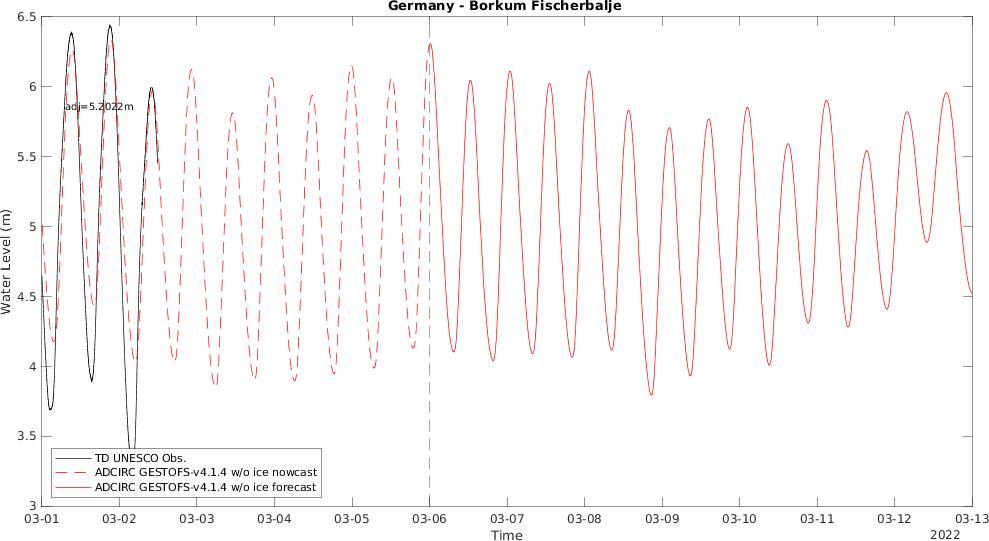 Germany - Borkum Fischerbalje
6.5
6
5.5
5
4.5
4
3.5
3
Water Level (m)
adj=5.2022m
TD UNESCO Obs.
ADCIRC GESTOFS-v4.1.4 w/o ice nowcast
ADCIRC GESTOFS-v4.1.4 w/o ice forecast
03-01 03-02 03-03 03-04 03-05 03-06 03-07 03-08 03-09 03-10 03-11 03-12 03-13
Time
2022